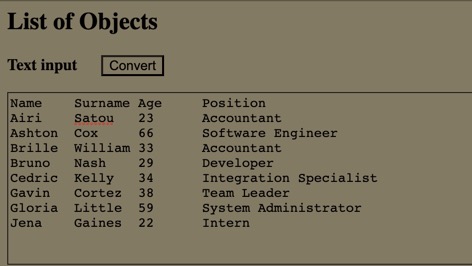 List of Objects
Text input Convert
Name Surname Age Position
Airi Satou 23 Accountant
Ashton Cox 66 Software Engineer
Brille William 33 Accountant
Bruno Nash 29 Developer
Cedric Kelly 34 Integration Specialist
Gavin Cortez 38 Team Leader
Gloria Little 59 System Administrator
Jena Gaines 22 Intern